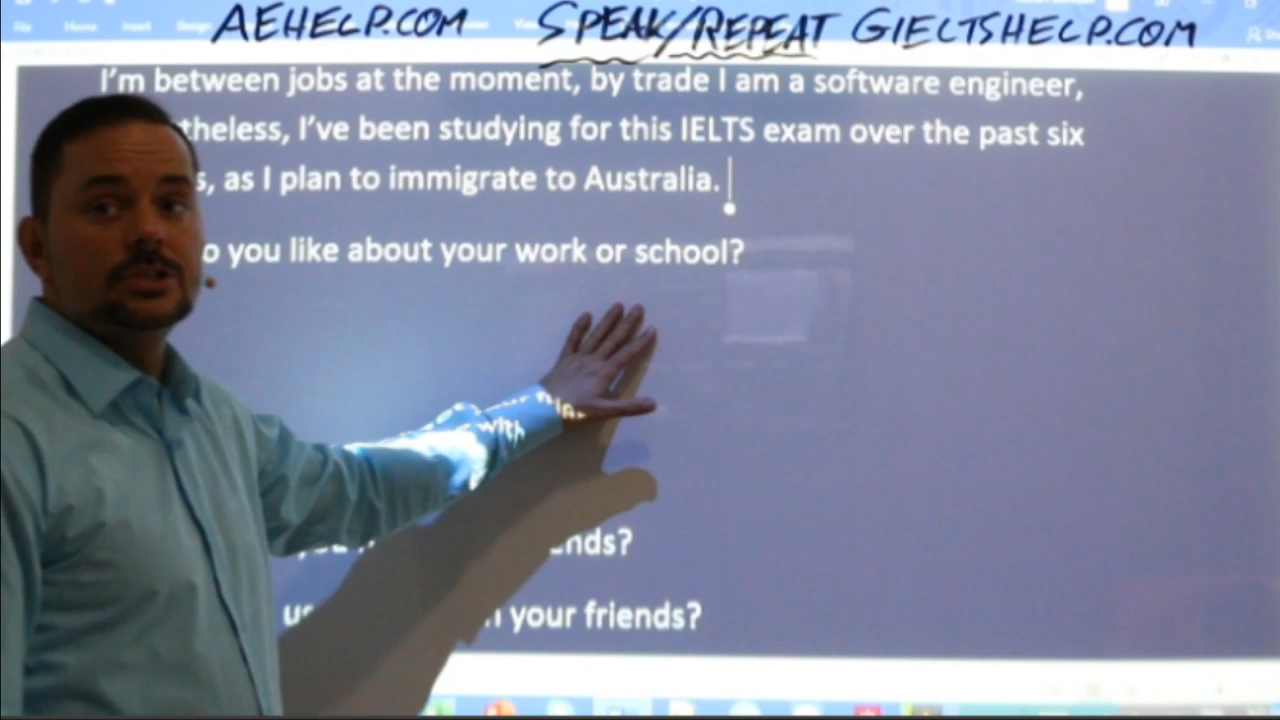 AEHELP.COM SPEAK/REPEAT GIELTSHELP.COM
I'm between jobs at the moment, by trade I am a software engineer,
theless, I've been studying for this IELTS exam over the past six
s, as I plan to immigrate to Australia.
o you like about your work or school?
with
nds?
your friends?